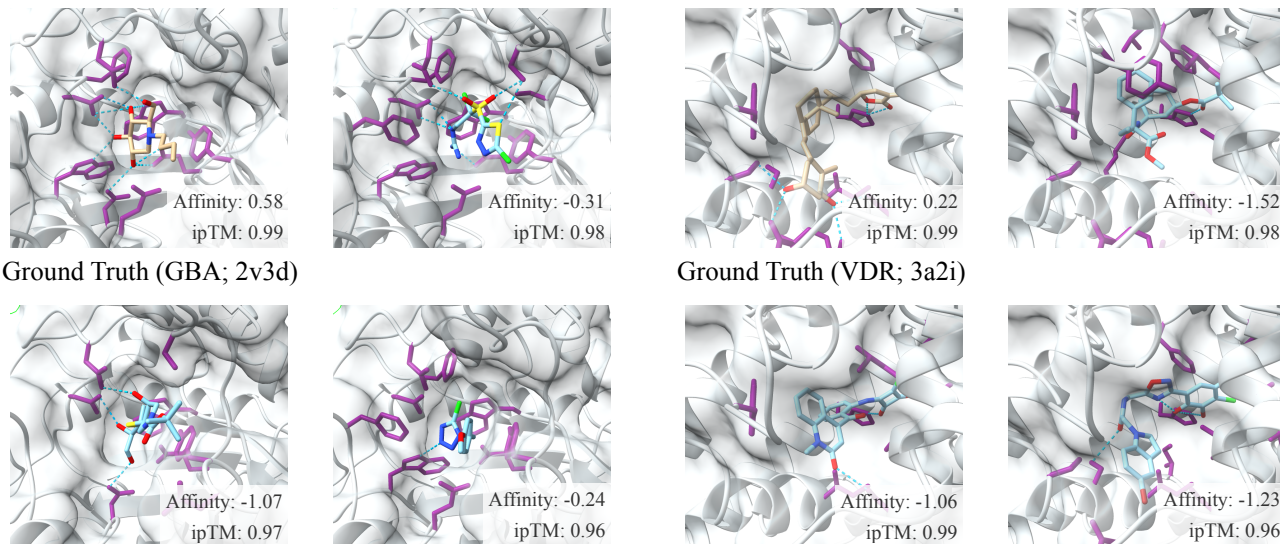 Affinity: 0.58
ipTM: 0.99
Affinity: -0.31
ipTM: 0.98
Affinity: 0.22
ipTM: 0.99
Affinity: -1.52
ipTM: 0.98
Ground Truth (GBA; 2v3d)
Ground Truth (VDR; 3a2i)
Affinity: -1.07
ipTM: 0.97
Affinity: -0.24
ipTM: 0.96
Affinity: -1.06
ipTM: 0.99
Affinity: -1.23
ipTM: 0.96